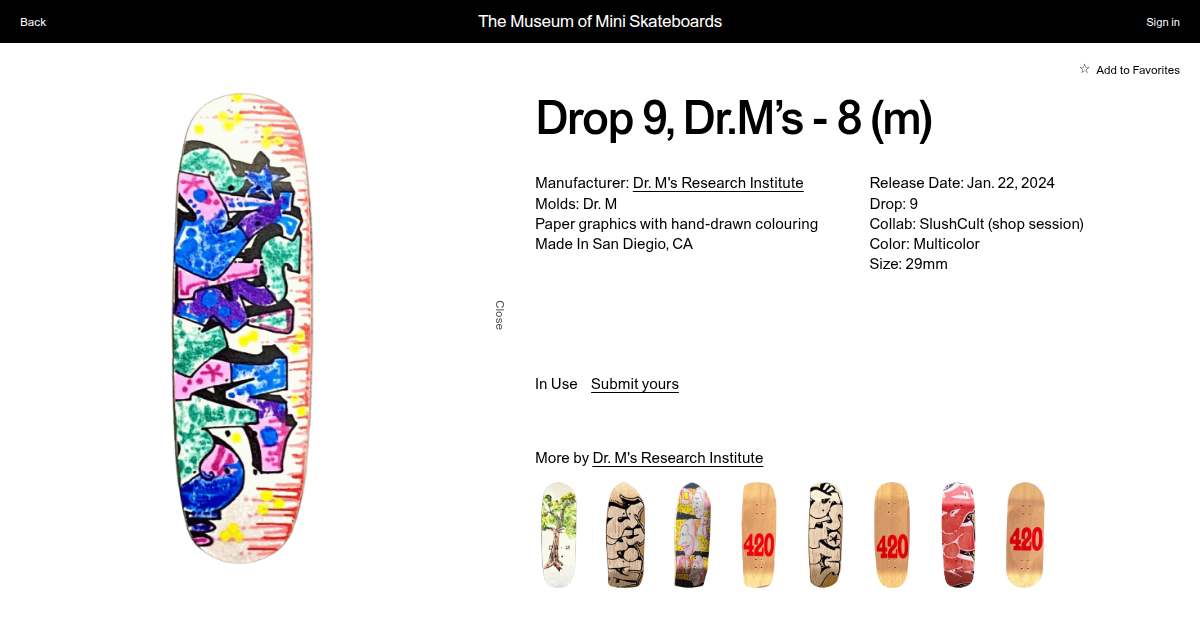 Back
The Museum of Mini Skateboards
Sign in
☆ Add to Favorites
Drop 9, Dr.M’s - 8 (m)
Manufacturer: Dr. M's Research Institute
Molds: Dr. M
Paper graphics with hand-drawn colouring
Made In San Diegio, CA
Release Date: Jan. 22, 2024
Drop: 9
Collab: SlushCult (shop session)
Color: Multicolor
Size: 29mm
Close
In Use
Submit yours
More by Dr. M's Research Institute
420
420
420